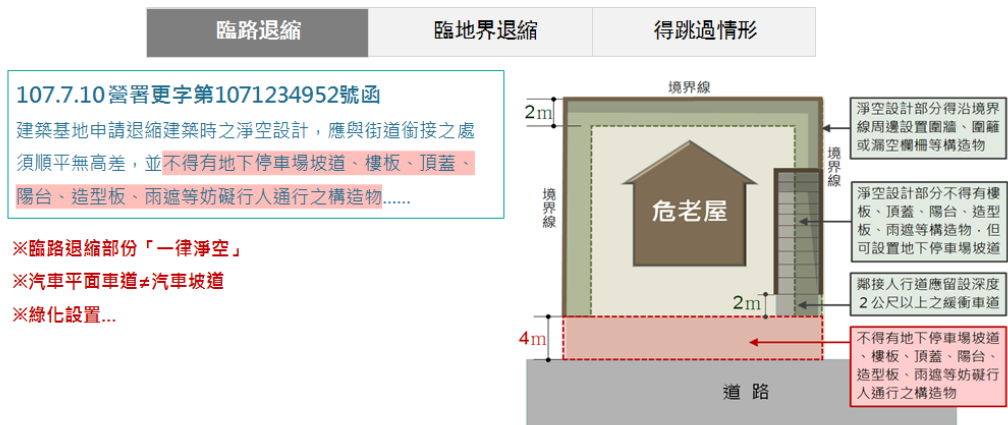 臨路退縮
臨地界退縮
得跳過情形
107.7.10營署更字第1071234952號函
建築基地申請退縮建築時之淨空設計，應與街道銜接之處
須順平無高差，並不得有地下停車場坡道、樓板、頂蓋、
陽台、造型板、雨遮等妨礙行人通行之構造物......
※臨路退縮部份「一律淨空」
※汽車平面車道≠汽車坡道
※綠化設置...
境界線
2m
境界線
境界線
危老屋
2m
4m
道路
淨空設計部分得沿境界
線周邊設置圍牆、圍籬
或漏空欄柵等構造物
淨空設計部分不得有樓
板、頂蓋、陽台、造型
板、雨遮等構造物，但
可設置地下停車場坡道
鄰接人行道應留設深度
2公尺以上之緩衝車道
不得有地下停車場坡道
、樓板、頂蓋、陽台、
造型板、雨遮等妨礙行
人通行之構造物